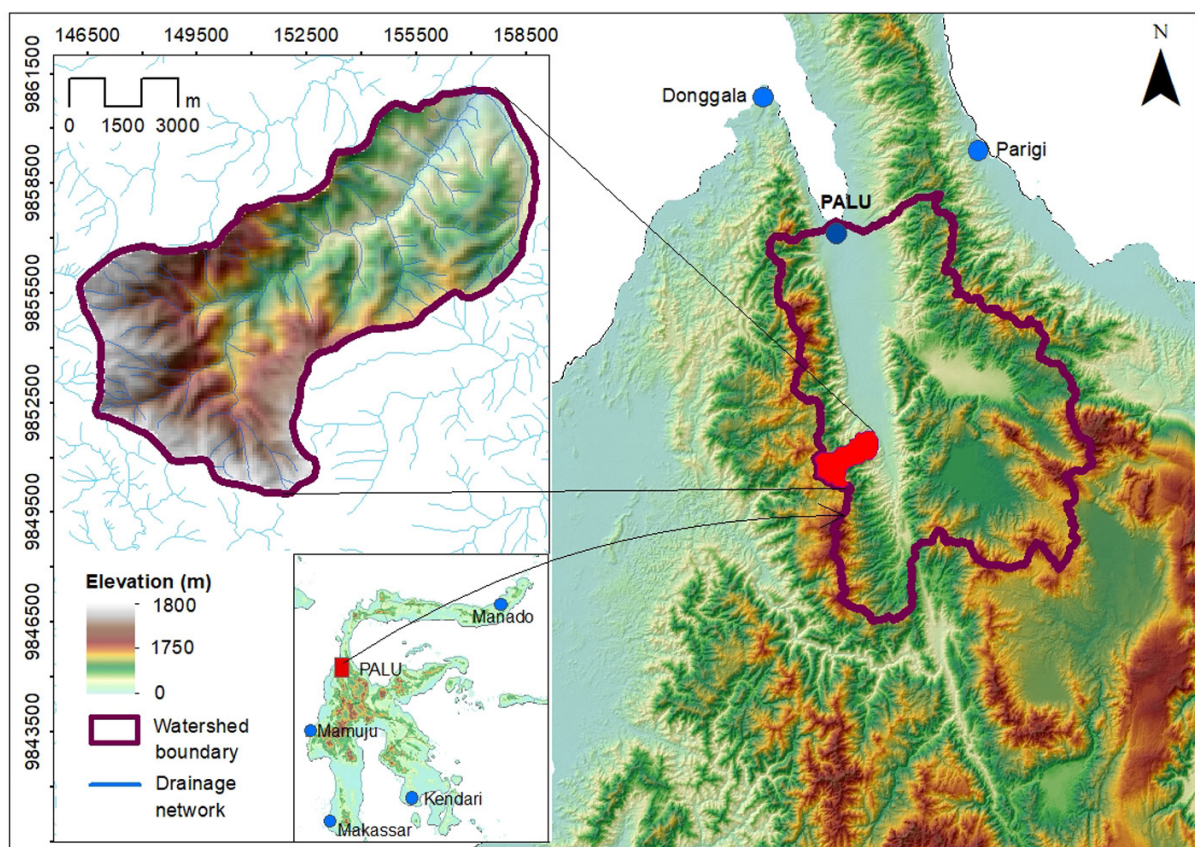 146500 149500 152500 155500 158500
9861500
9858500
9855500
9852500
9849500
9846500
9843500
m
0 1500 3000
N
Donggala
Parigi
PALU
Elevation (m)
1800
1750
0
Watershed
boundary
Drainage
network
Manado
PALU
Mamuju
Kendari
Makassar